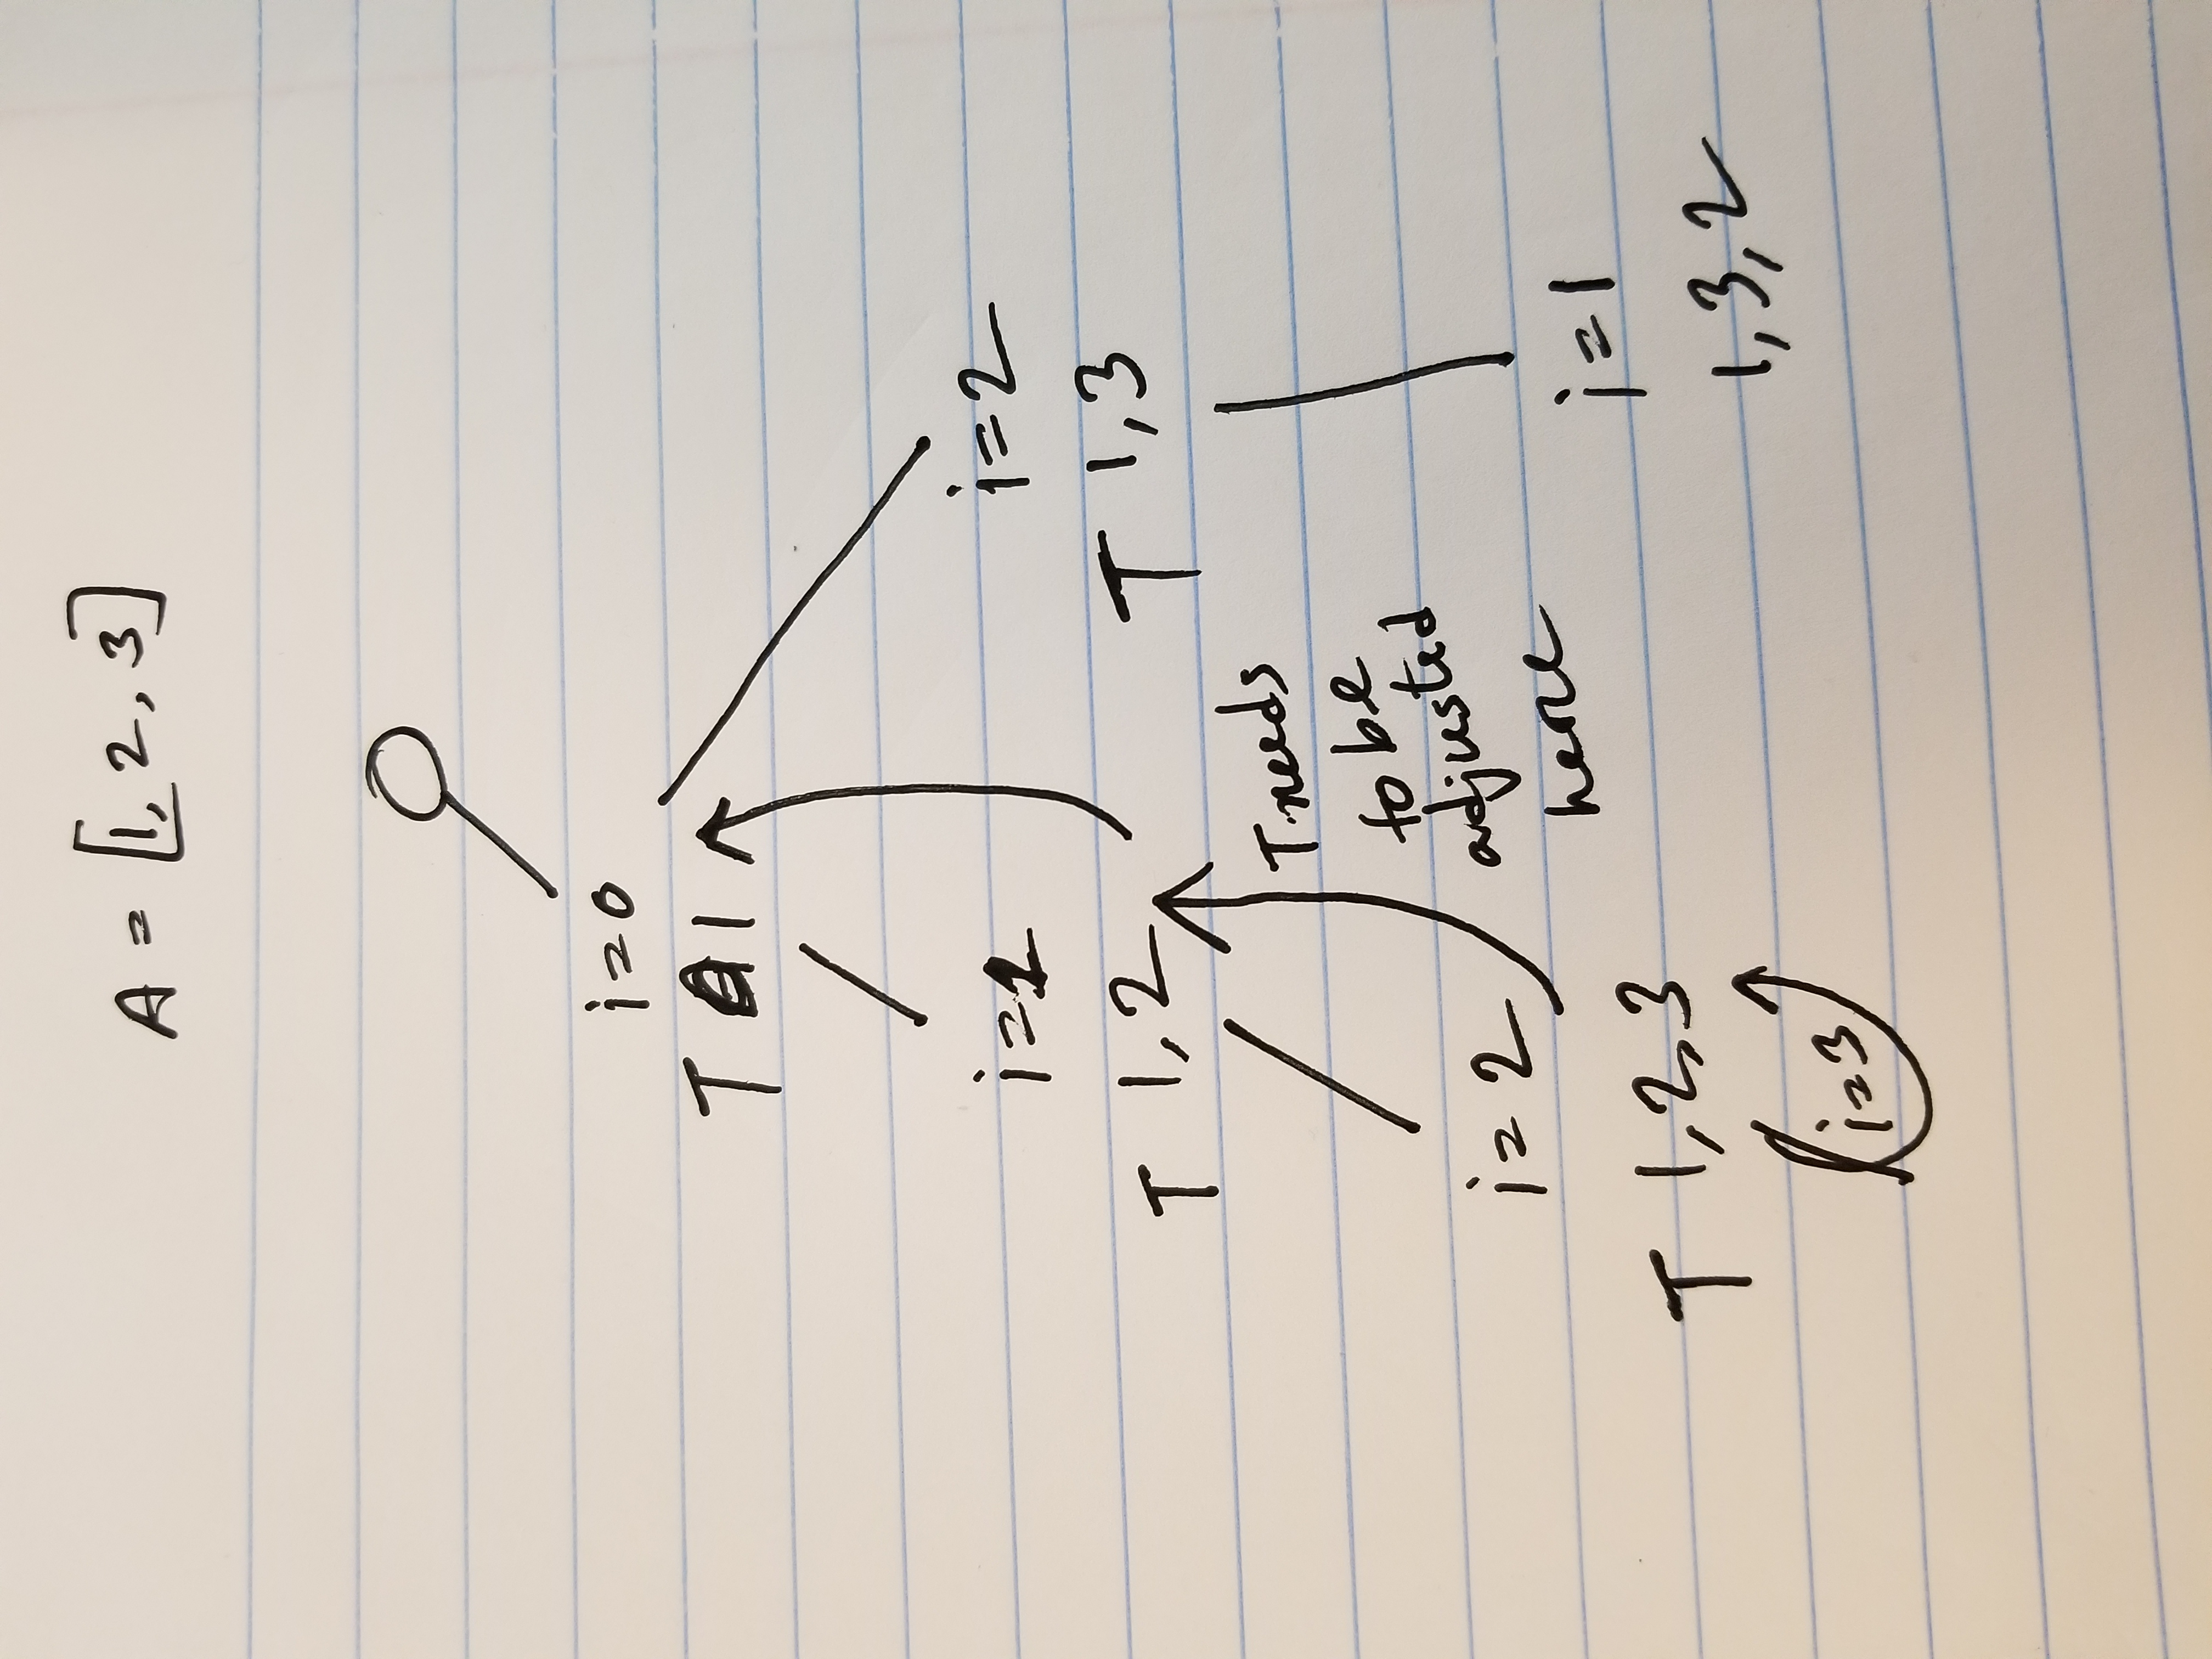 A = [1, 2, 3]
i=0
T 1
i=1
i=2
T 1,2
T 1,3
T needs
to be
adjusted
here
i=2
i=1
T 1,2,3
1,3,2
i=3